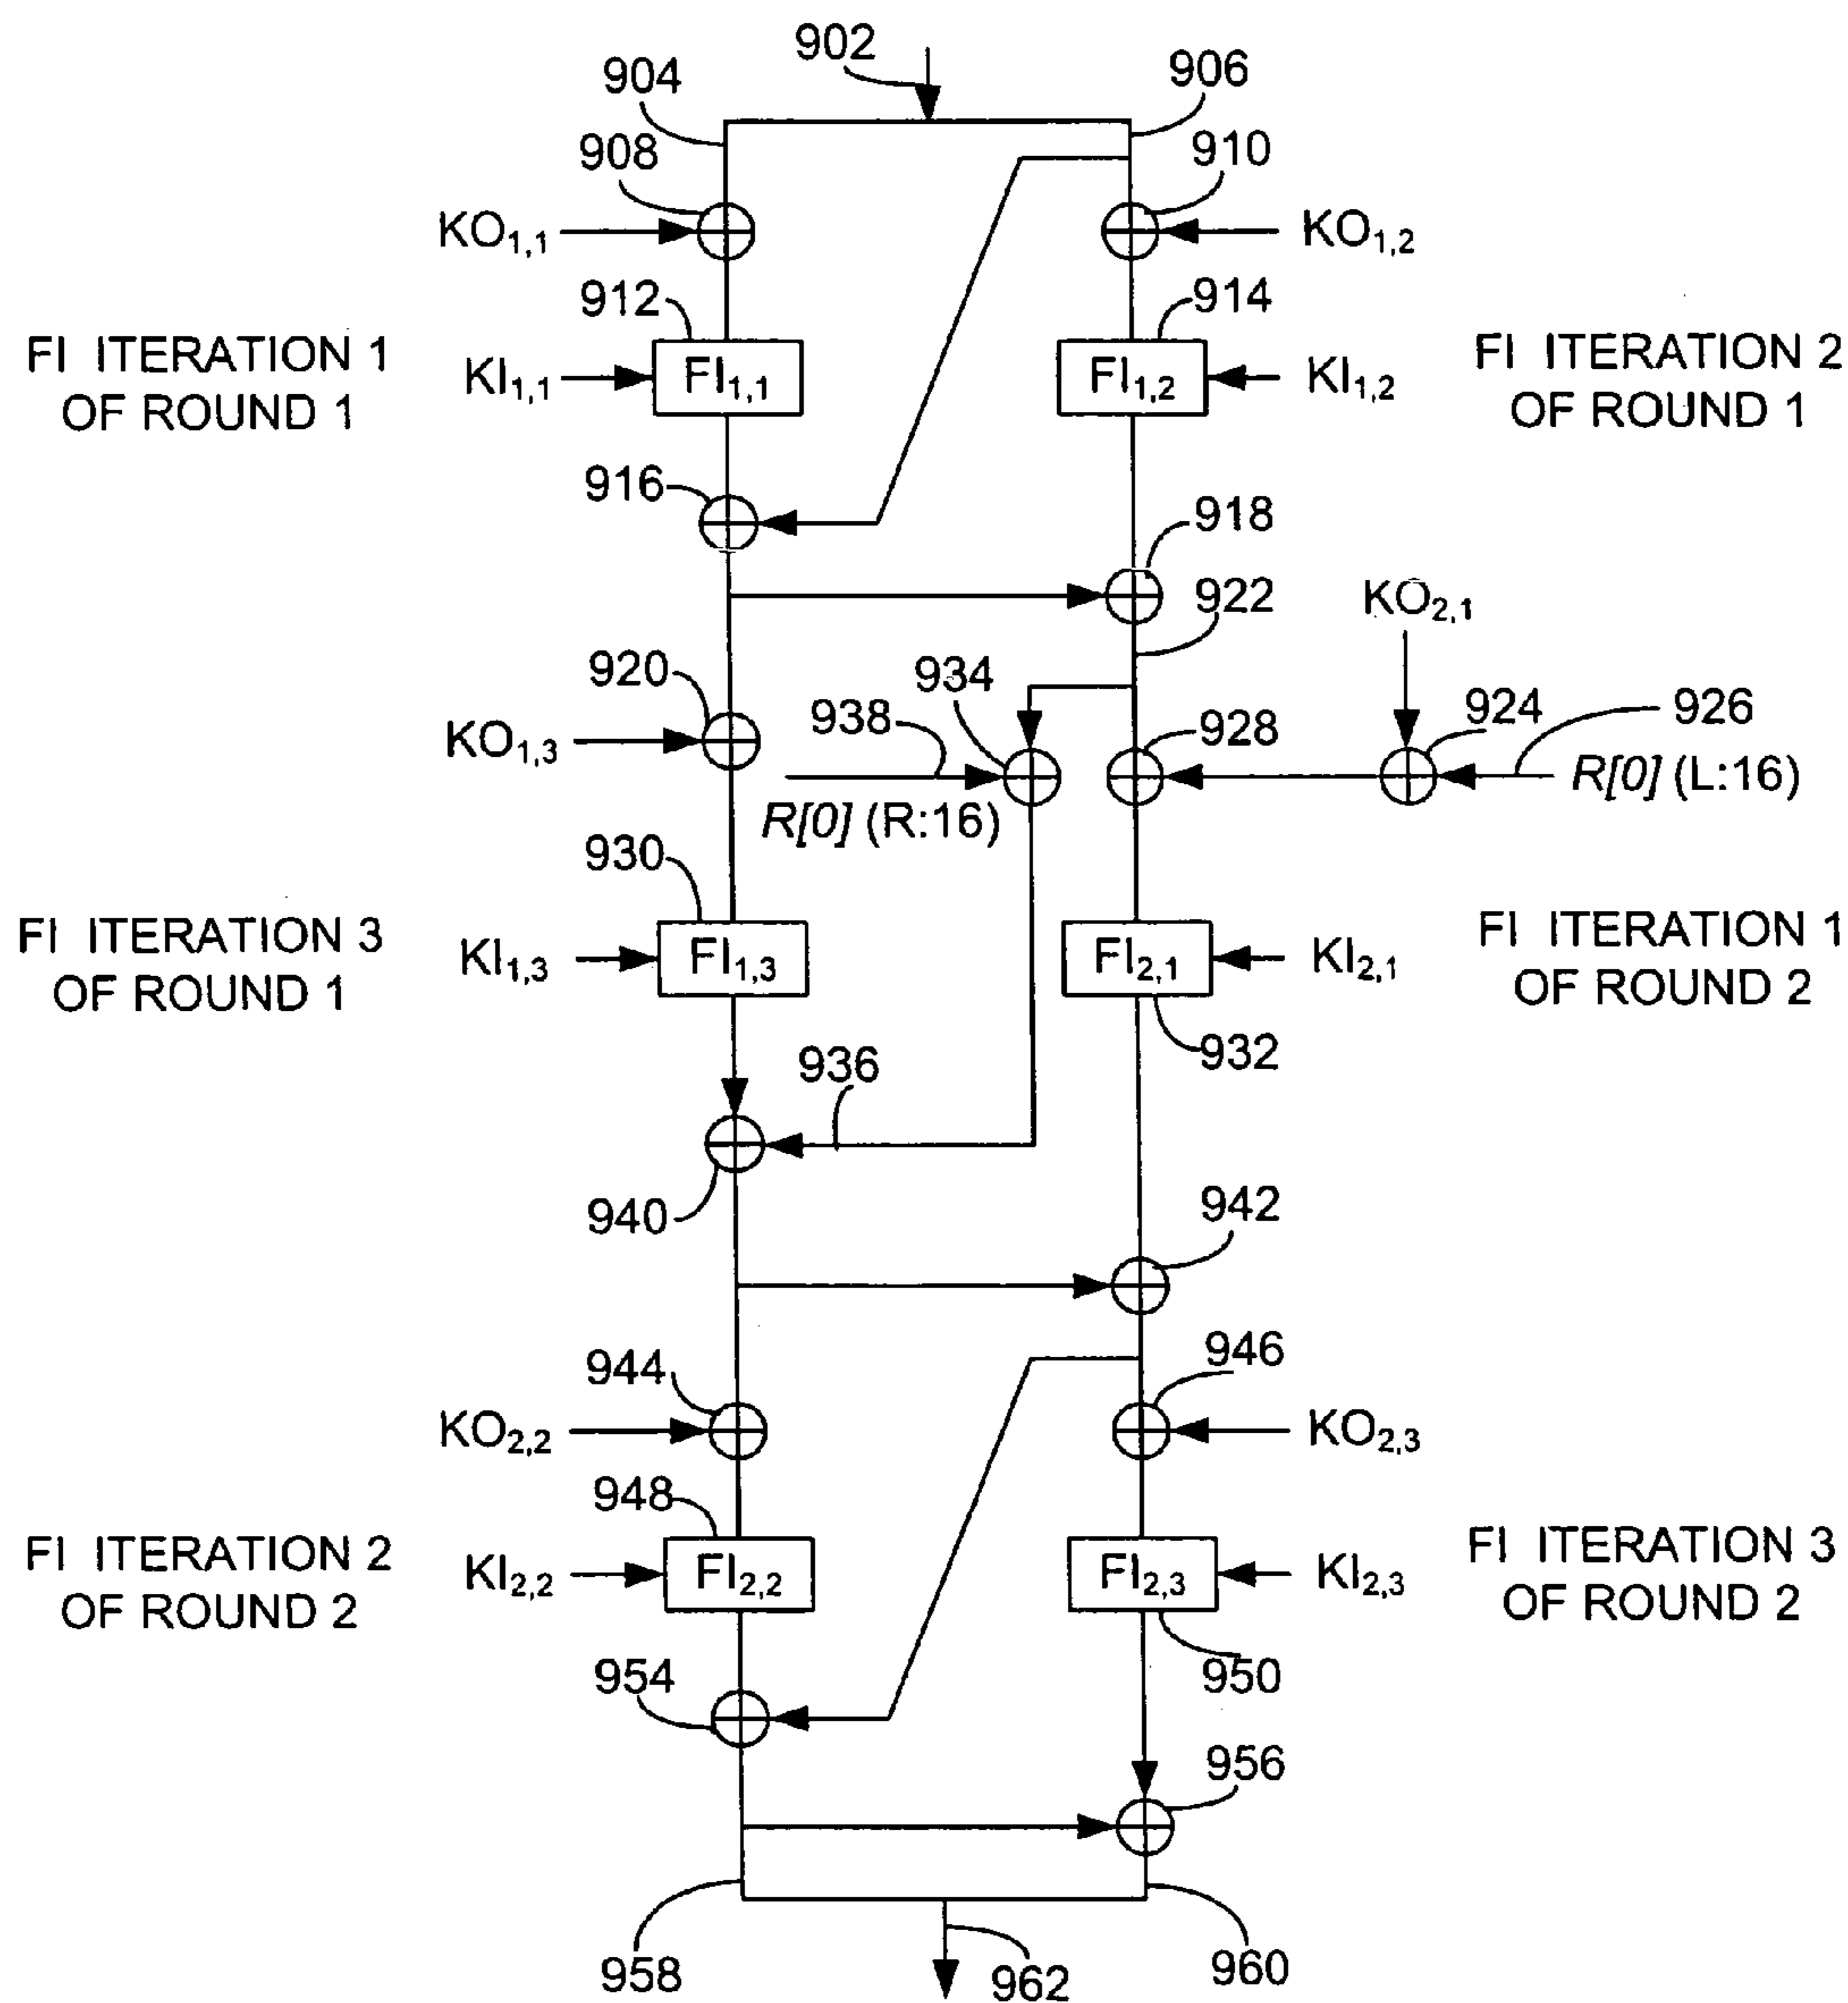 902
904
906
908
910
KO1,1
KO1,2
912
914
FI ITERATION 1
OF ROUND 1
KI1,1
FI1,1
FI1,2
KI1,2
FI ITERATION 2
OF ROUND 1
916
918
922
KO2,1
920
934
938
928
924
926
KO1,3
R[0] (R:16)
R[0] (L:16)
930
FI ITERATION 3
OF ROUND 1
KI1,3
FI1,3
FI2,1
KI2,1
FI ITERATION 1
OF ROUND 2
932
936
940
942
944
946
KO2,2
KO2,3
948
FI ITERATION 2
OF ROUND 2
KI2,2
FI2,2
FI2,3
KI2,3
FI ITERATION 3
OF ROUND 2
954
950
956
958
962
960